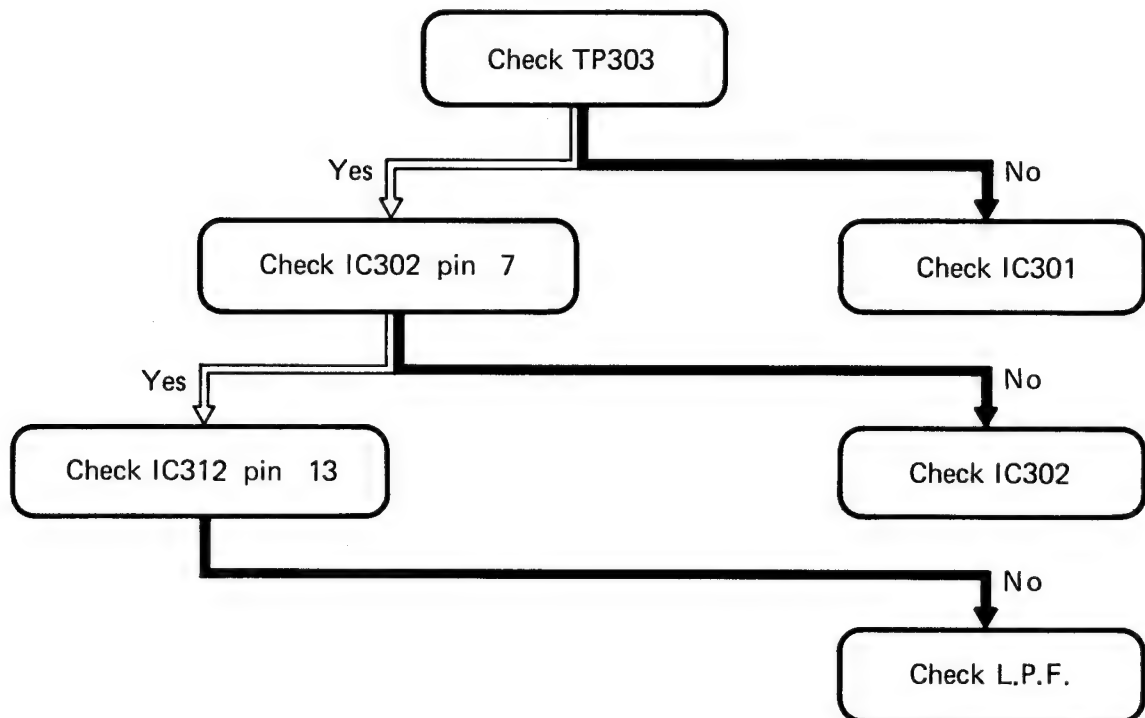 Check TP303
Yes
No
Check IC302 pin 7
Check IC301
Yes
No
Check IC312 pin 13
Check IC302
No
Check L.P.F.